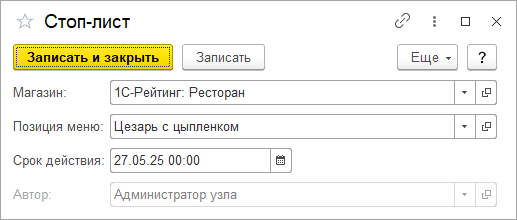 Стоп-лист
Записать и закрыть Записать Еще ?
Магазин: 1С-Рейтинг: Ресторан
Позиция меню: Цезарь с цыпленком
Срок действия: 27.05.25 00:00
Автор: Администратор узла